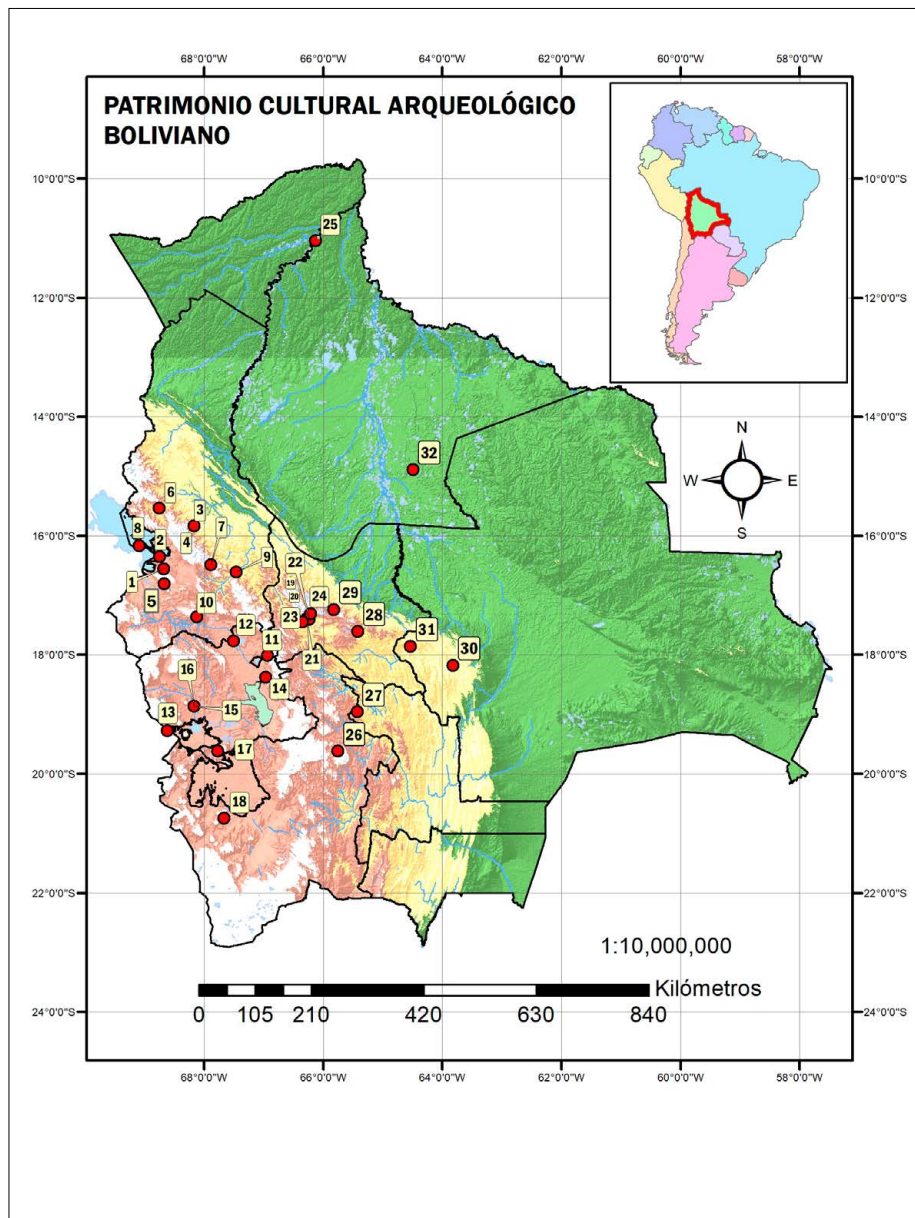 68°0'0"W 66°0'0"W 64°0'0"W 62°0'0"W 60°0'0"W 58°0'0"W
PATRIMONIO CULTURAL ARQUEOLÓGICO
BOLIVIANO
10°0'0"S 10°0'0"S
25
12°0'0"S 12°0'0"S
14°0'0"S 14°0'0"S
32
N
W E
S
6
3
8 2 4 7
16°0'0"S 16°0'0"S
22
9
1
19
24 29
20
5
28
10
23
12
31
11
21
30
18°0'0"S 18°0'0"S
16
27
14
13 15
26
17
20°0'0"S 20°0'0"S
18
22°0'0"S 22°0'0"S
1:10,000,000
Kilómetros
0 105 210 420 630 840
24°0'0"S 24°0'0"S
68°0'0"W 66°0'0"W 64°0'0"W 62°0'0"W 60°0'0"W 58°0'0"W